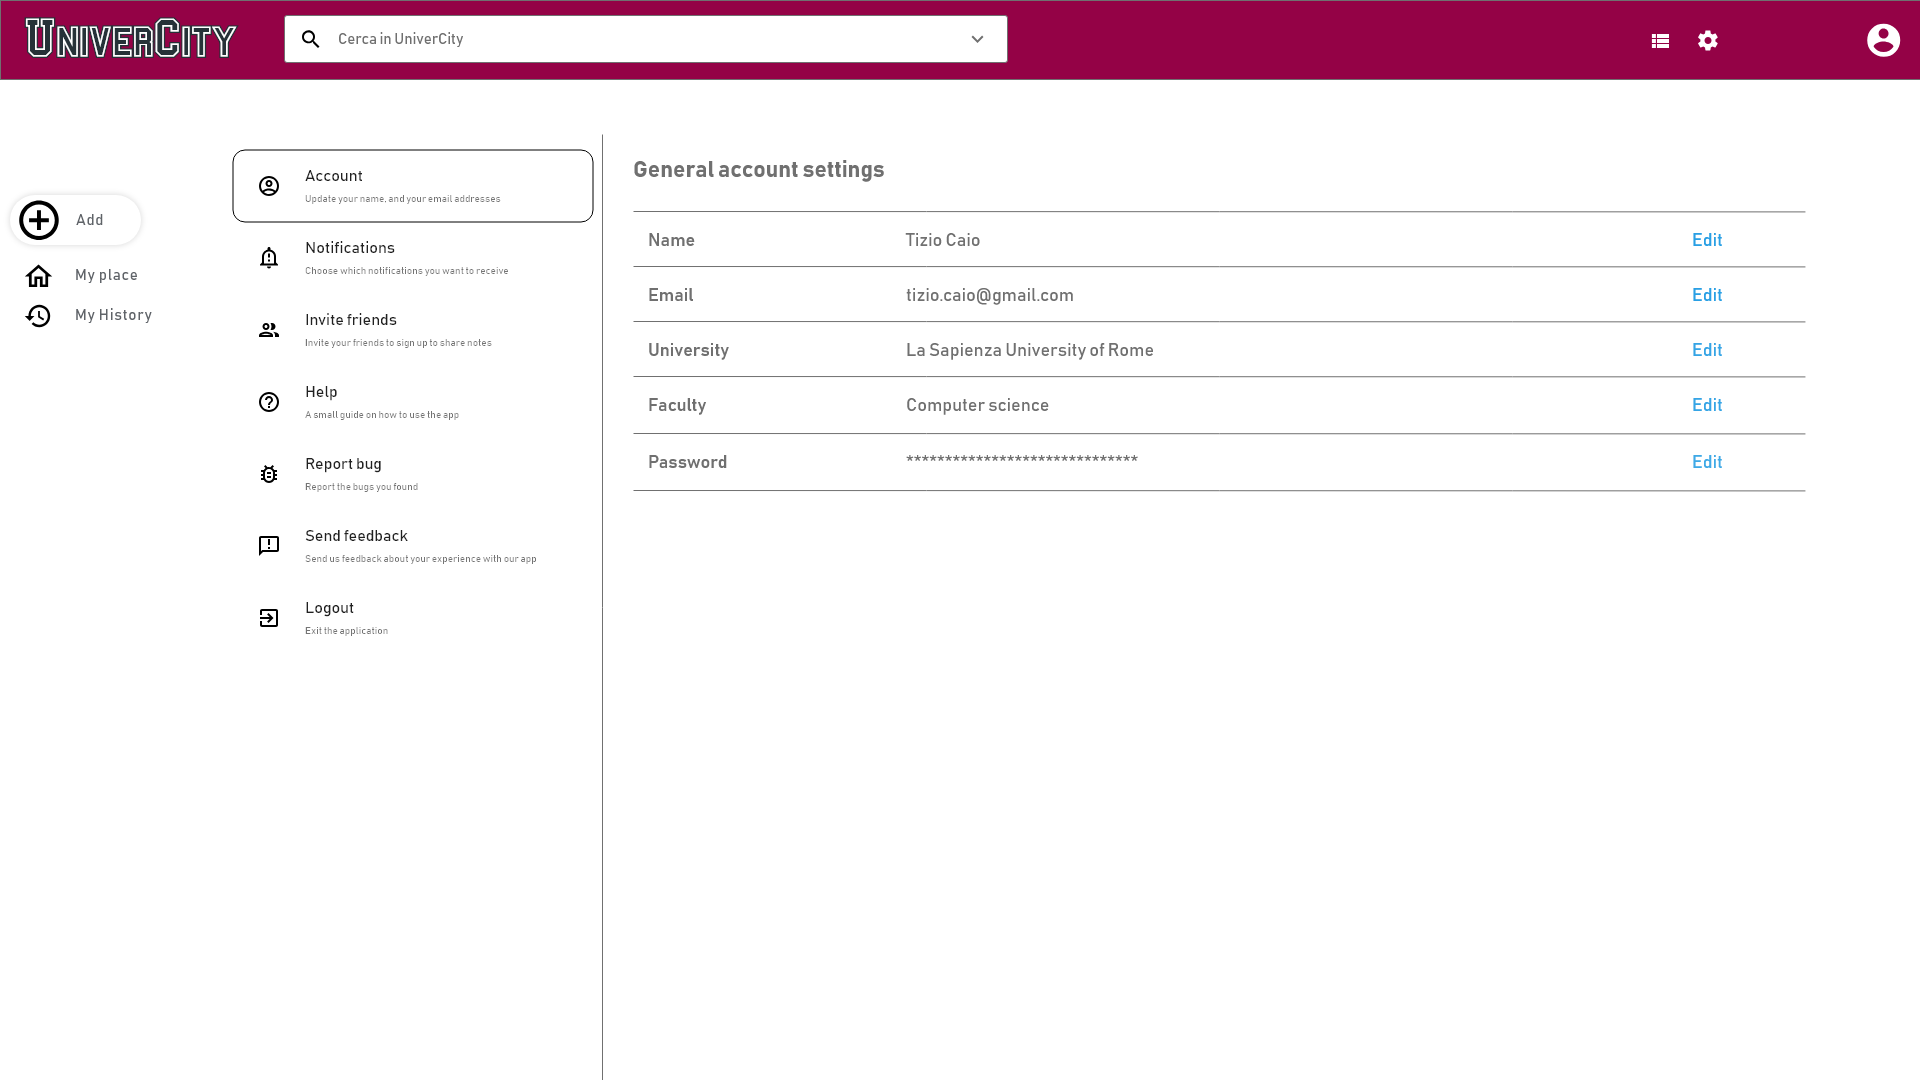 UNIVERCITY
Cerca in UniverCity
Add
My place
My History
Account
Update your name, and your email addresses
Notifications
Choose which notifications you want to receive
Invite friends
Invite your friends to sign up to share notes
Help
A small guide on how to use the app
Report bug
Report the bugs you found
Send feedback
Send us feedback about your experience with our app
Logout
Exit the application
General account settings
Name Tizio Caio Edit
Email tizio.caio@gmail.com Edit
University La Sapienza University of Rome Edit
Faculty Computer science Edit
Password ****************************** Edit